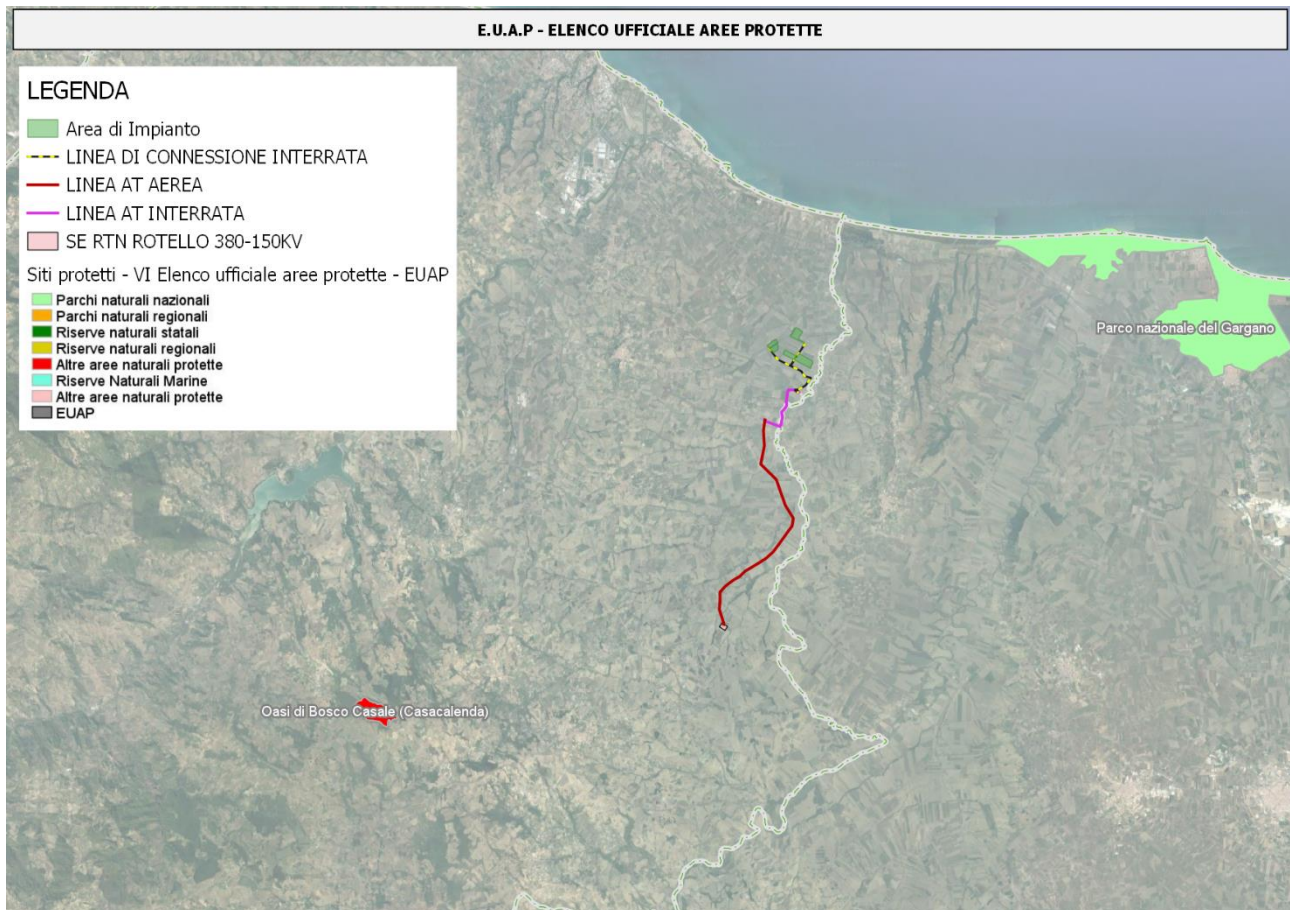 E.U.A.P - ELENCO UFFICIALE AREE PROTETTE
LEGENDA
Area di Impianto
LINEA DI CONNESSIONE INTERRATA
LINEA AT AEREA
LINEA AT INTERRATA
SE RTN ROTELLO 380-150KV
Siti protetti - VI Elenco ufficiale aree protette - EUAP
Parchi naturali nazionali
Parchi naturali regionali
Riserve naturali statali
Riserve naturali regionali
Altre aree naturali protette
Riserve Naturali Marine
Altre aree naturali protette
EUAP
Parco nazionale del Gargano
Oasi di Bosco Casale (Casacalenda)